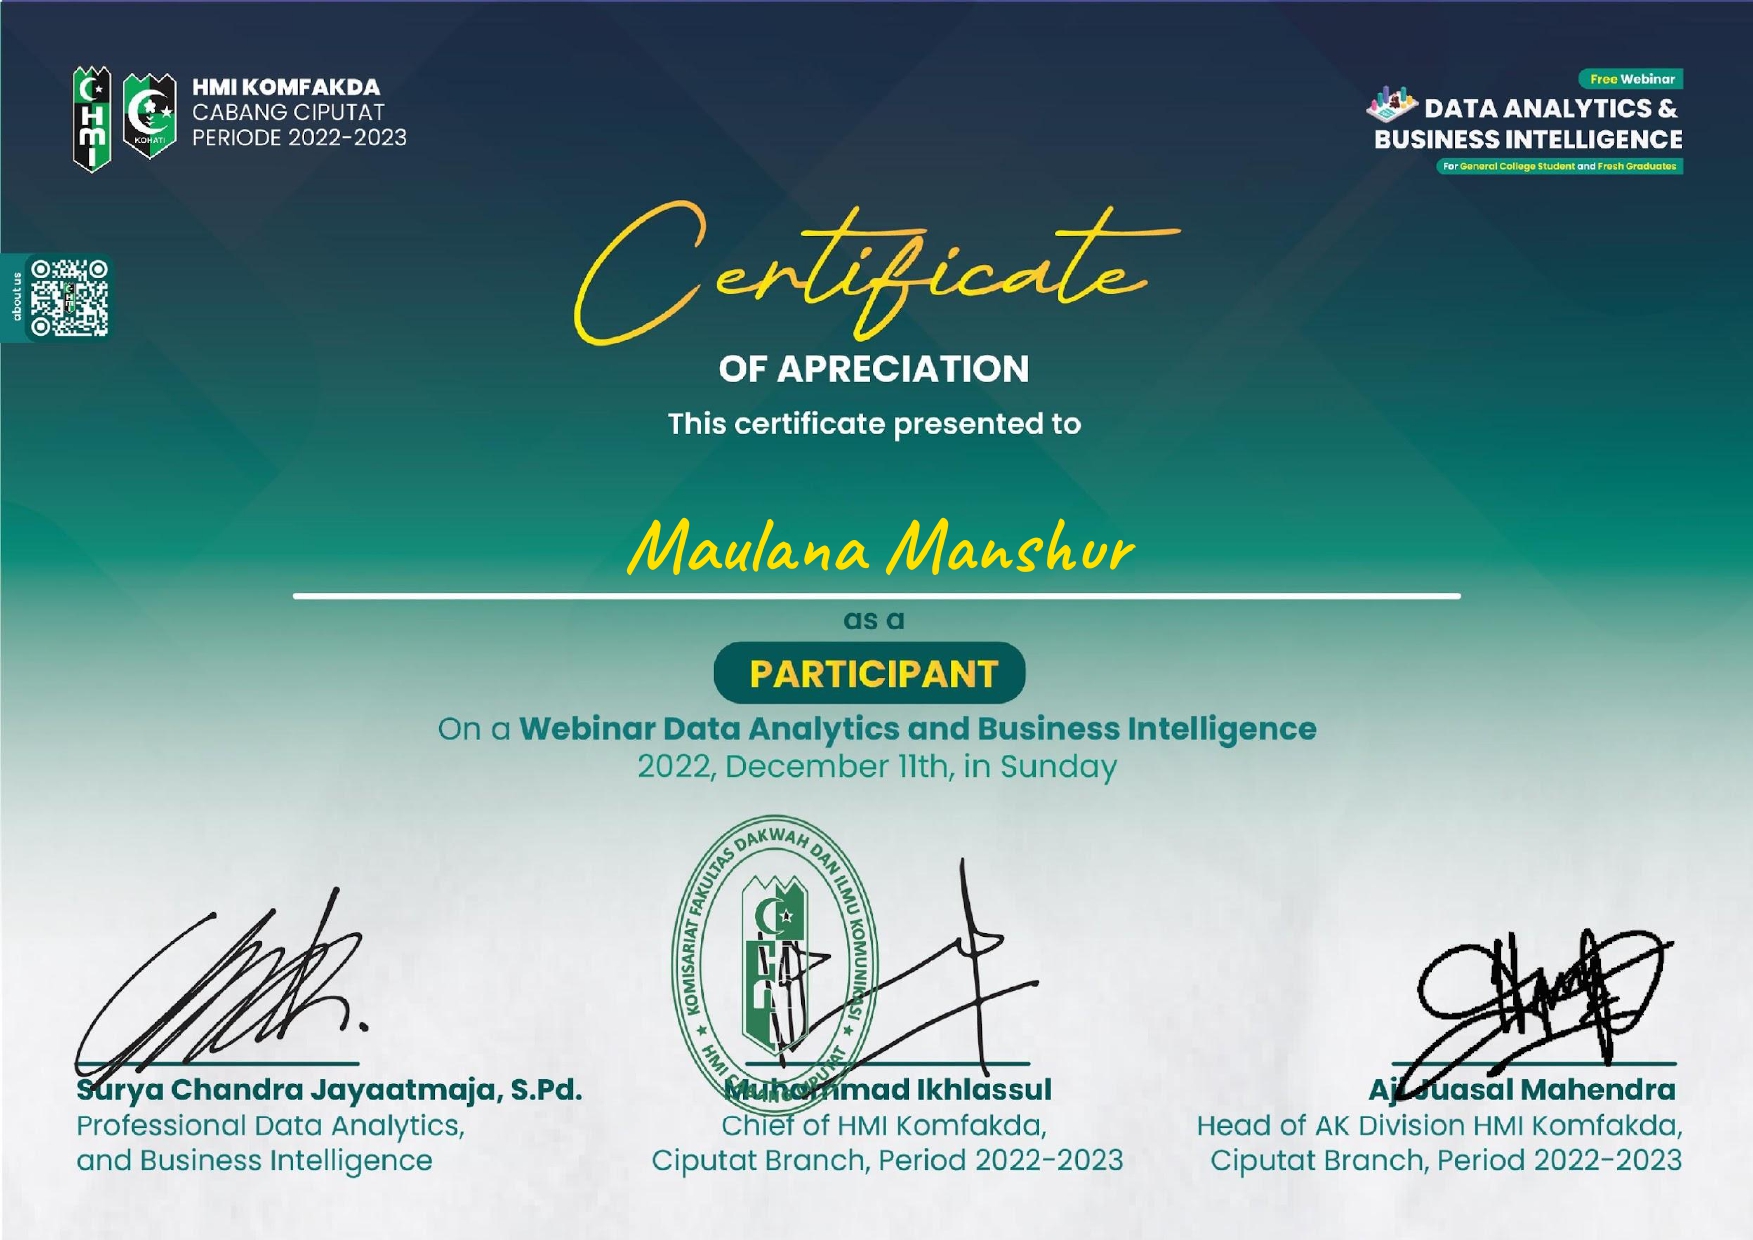 HMI
KOHATI
HMI KOMFAKDA
CABANG CIPUTAT
PERIODE 2022-2023
Free Webinar
DATA ANALYTICS &
BUSINESS INTELLIGENCE
For General College Student and Fresh Graduates
about us
Certificate
OF APRECIATION
This certificate presented to
Maulana Manshur
as a
PARTICIPANT
On a Webinar Data Analytics and Business Intelligence
2022, December 11th, in Sunday
KOMISARIAT FAKULTAS DAKWAH DAN ILMU KOMUNIKASI
HMI CABANG CIPUTAT
Surya Chandra Jayaatmaja, S.Pd.
Professional Data Analytics,
and Business Intelligence
Muhammad Ikhlassul
Chief of HMI Komfakda,
Ciputat Branch, Period 2022-2023
Aji Juasal Mahendra
Head of AK Division HMI Komfakda,
Ciputat Branch, Period 2022-2023